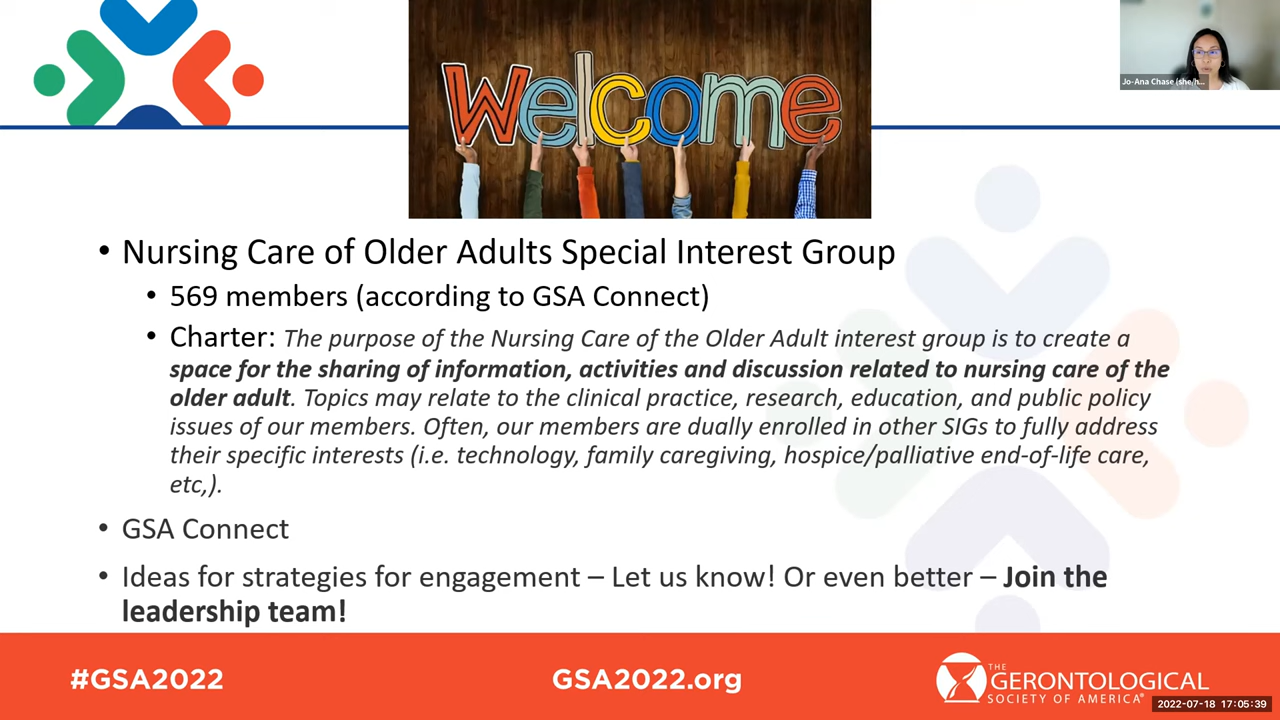 Welcome
Jo-Ana Chase (she/h...
• Nursing Care of Older Adults Special Interest Group
• 569 members (according to GSA Connect)
• Charter: The purpose of the Nursing Care of the Older Adult interest group is to create a
space for the sharing of information, activities and discussion related to nursing care of the
older adult. Topics may relate to the clinical practice, research, education, and public policy
issues of our members. Often, our members are dually enrolled in other SIGs to fully address
their specific interests (i.e. technology, family caregiving, hospice/palliative end-of-life care,
etc,).
• GSA Connect
• Ideas for strategies for engagement – Let us know! Or even better – Join the
leadership team!
#GSA2022
GSA2022.org
THE
GERONTOLOGICAL
SOCIETY OF AMERICA®
2022-07-18 17:05:39